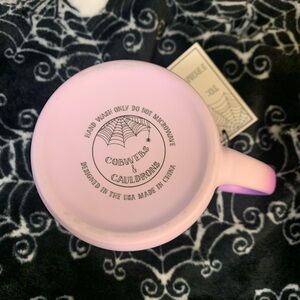 HAND WASH ONLY DO NOT MICROWAVE
COBWEBS
&
CAULDRONS
DESIGNED IN THE USA MADE IN CHINA